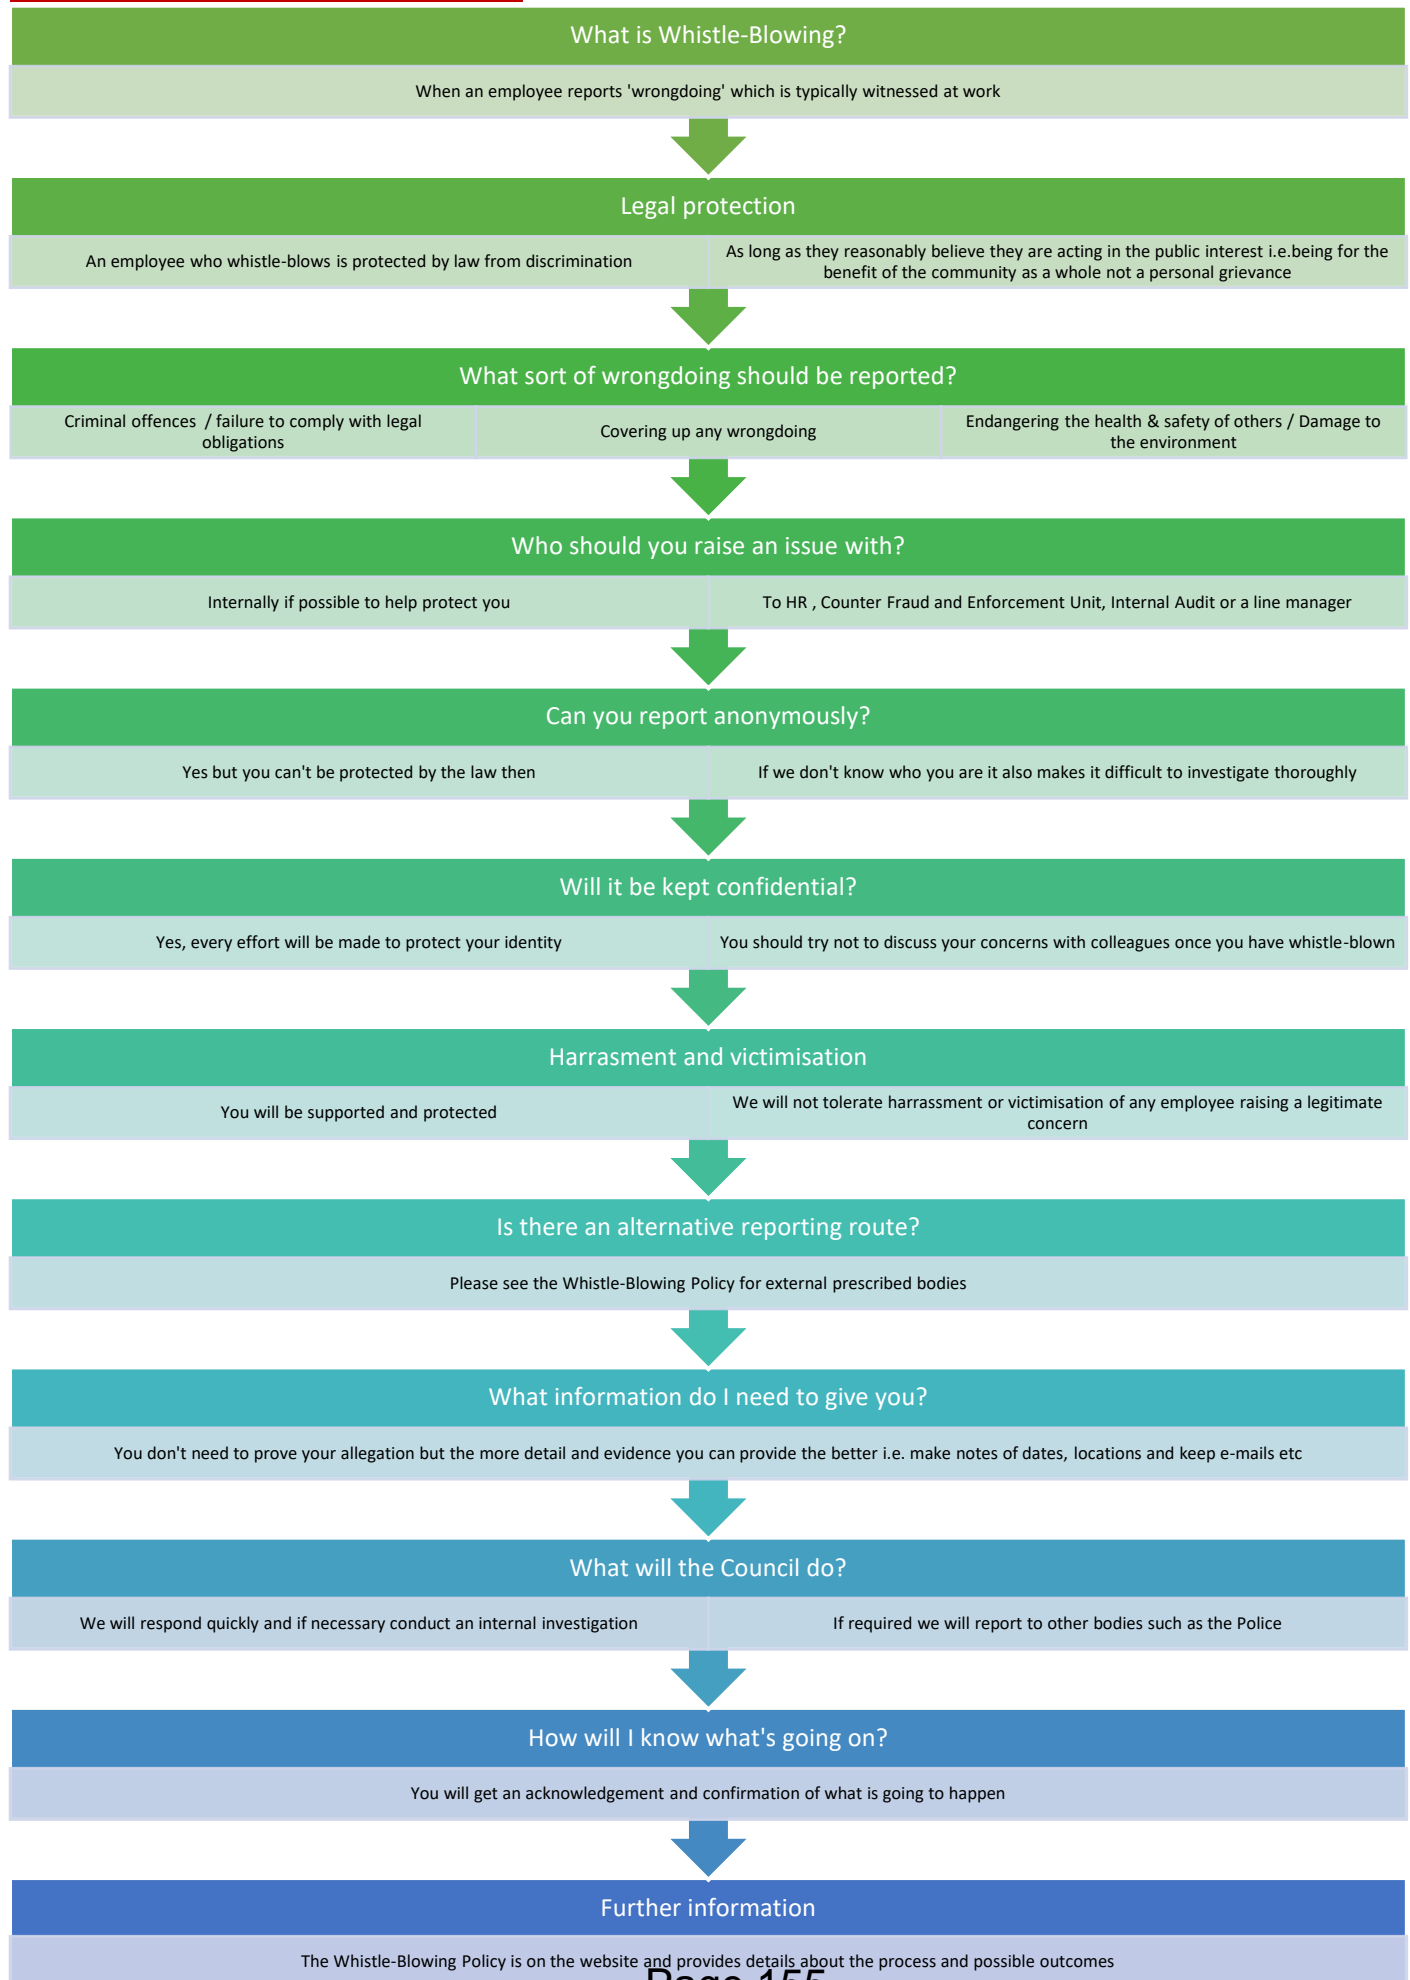 What is Whistle-Blowing?
When an employee reports 'wrongdoing' which is typically witnessed at work
Legal protection
An employee who whistle-blows is protected by law from discrimination
As long as they reasonably believe they are acting in the public interest i.e.being for the
benefit of the community as a whole not a personal grievance
What sort of wrongdoing should be reported?
Criminal offences / failure to comply with legal
obligations
Covering up any wrongdoing
Endangering the health & safety of others / Damage to
the environment
Who should you raise an issue with?
Internally if possible to help protect you
To HR , Counter Fraud and Enforcement Unit, Internal Audit or a line manager
Can you report anonymously?
Yes but you can't be protected by the law then
If we don't know who you are it also makes it difficult to investigate thoroughly
Will it be kept confidential?
Yes, every effort will be made to protect your identity
You should try not to discuss your concerns with colleagues once you have whistle-blown
Harrasment and victimisation
You will be supported and protected
We will not tolerate harrassment or victimisation of any employee raising a legitimate
concern
Is there an alternative reporting route?
Please see the Whistle-Blowing Policy for external prescribed bodies
What information do I need to give you?
You don't need to prove your allegation but the more detail and evidence you can provide the better i.e. make notes of dates, locations and keep e-mails etc
What will the Council do?
We will respond quickly and if necessary conduct an internal investigation
If required we will report to other bodies such as the Police
How will I know what's going on?
You will get an acknowledgement and confirmation of what is going to happen
Further information
The Whistle-Blowing Policy is on the website and provides details about the process and possible outcomes
Page 155